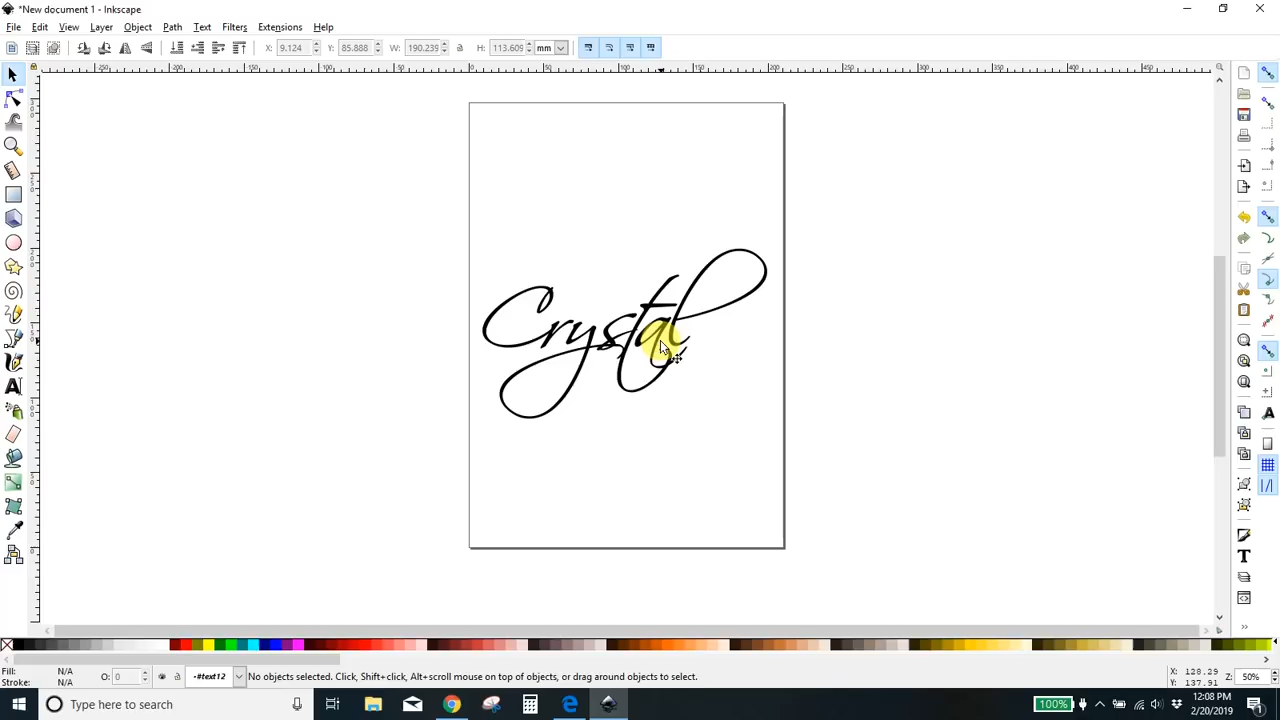 *New document 1 - Inkscape
File Edit View Layer Object Path Text Filters Extensions Help
X: 9.124 Y: 85.888 W: 190.239 H: 113.609 mm
Crystal
Fill: N/A
Stroke: N/A
O: 0
-#text12
No objects selected. Click, Shift+click, Alt+scroll mouse on top of objects, or drag around objects to select.
X: 128.29
Y: 137.91
Z: 50%
Type here to search
100%
12:08 PM
2/20/2019